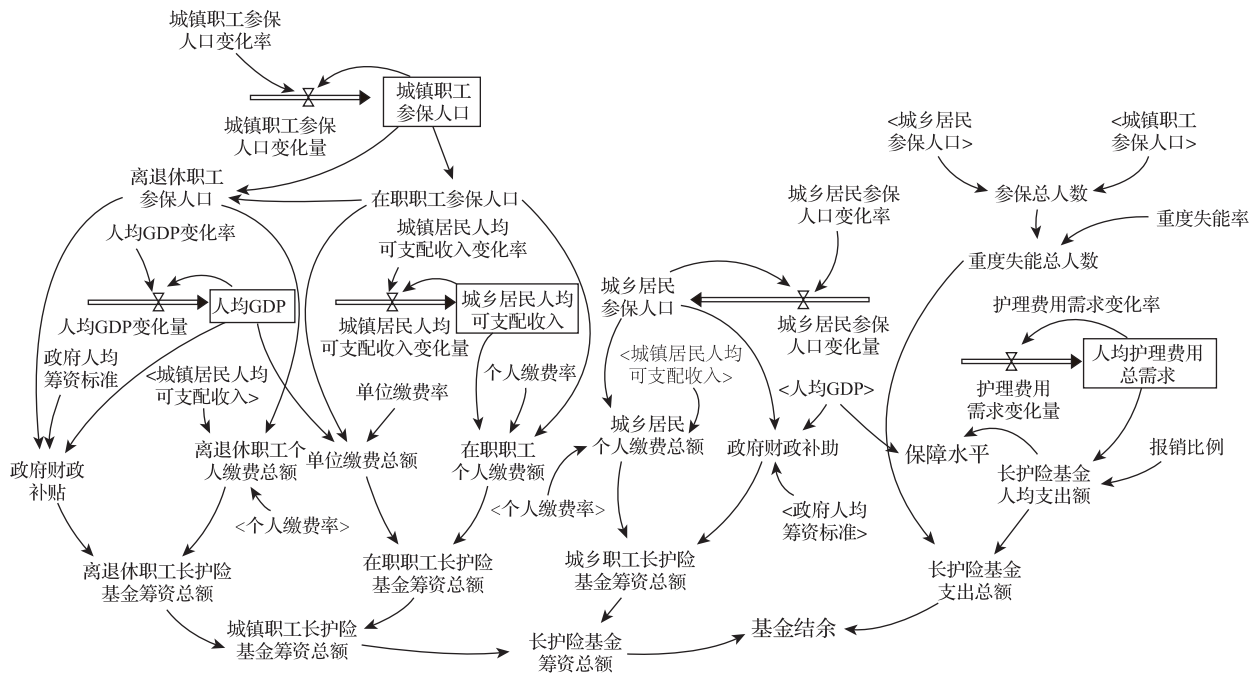 城镇职工参保
人口变化率
城镇职工
参保人口
城镇职工参保
人口变化量
离退休职工
参保人口
在职职工参保人口
人均GDP变化率
城镇居民人均
可支配收入变化率
人均GDP
人均GDP变化量
城乡居民人均
可支配收入
城镇居民人均
可支配收入变化量
政府人均
筹资标准
<城镇居民人均
可支配收入>
单位缴费率
个人缴费率
政府财政
补贴
离退休职工个
人缴费总额
单位缴费总额
在职职工
个人缴费额
<个人缴费率>
<个人缴费率>
离退休职工长护险
基金筹资总额
在职职工长护险
基金筹资总额
城镇职工长护险
基金筹资总额
城乡居民参保
人口变化率
城乡居民
参保人口
城乡居民参保
人口变化量
<城镇居民人均
可支配收入>
<人均GDP>
城乡居民
个人缴费总额
政府财政补助
保障水平
<政府人均
筹资标准>
城乡职工长护险
基金筹资总额
长护险基金
筹资总额
基金结余
<城乡居民
参保人口>
<城镇职工
参保人口>
参保总人数
重度失能率
重度失能总人数
护理费用需求变化率
人均护理费用
总需求
护理费用
需求变化量
报销比例
长护险基金
人均支出额
长护险基金
支出总额